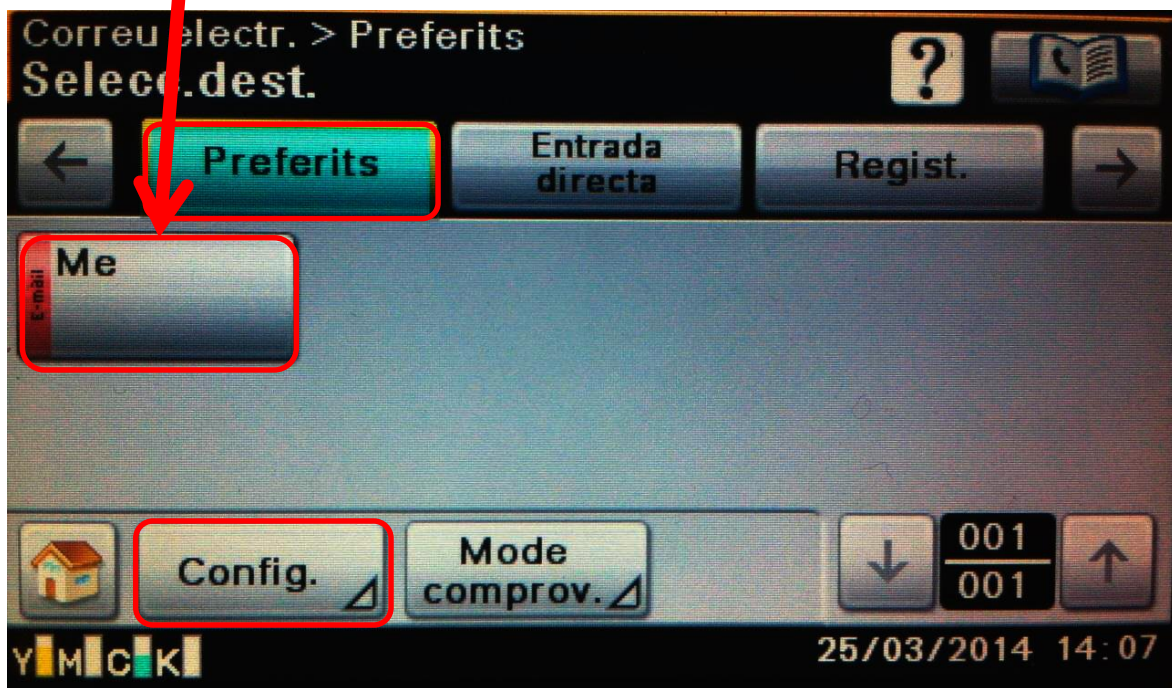 Correu electr. > Preferits
Selecc.dest.
?
← Preferits Entrada directa Regist. →
Me
E-mail
Config.
Mode
comprov.
↓
001
001
↑
Y M C K
25/03/2014 14:07